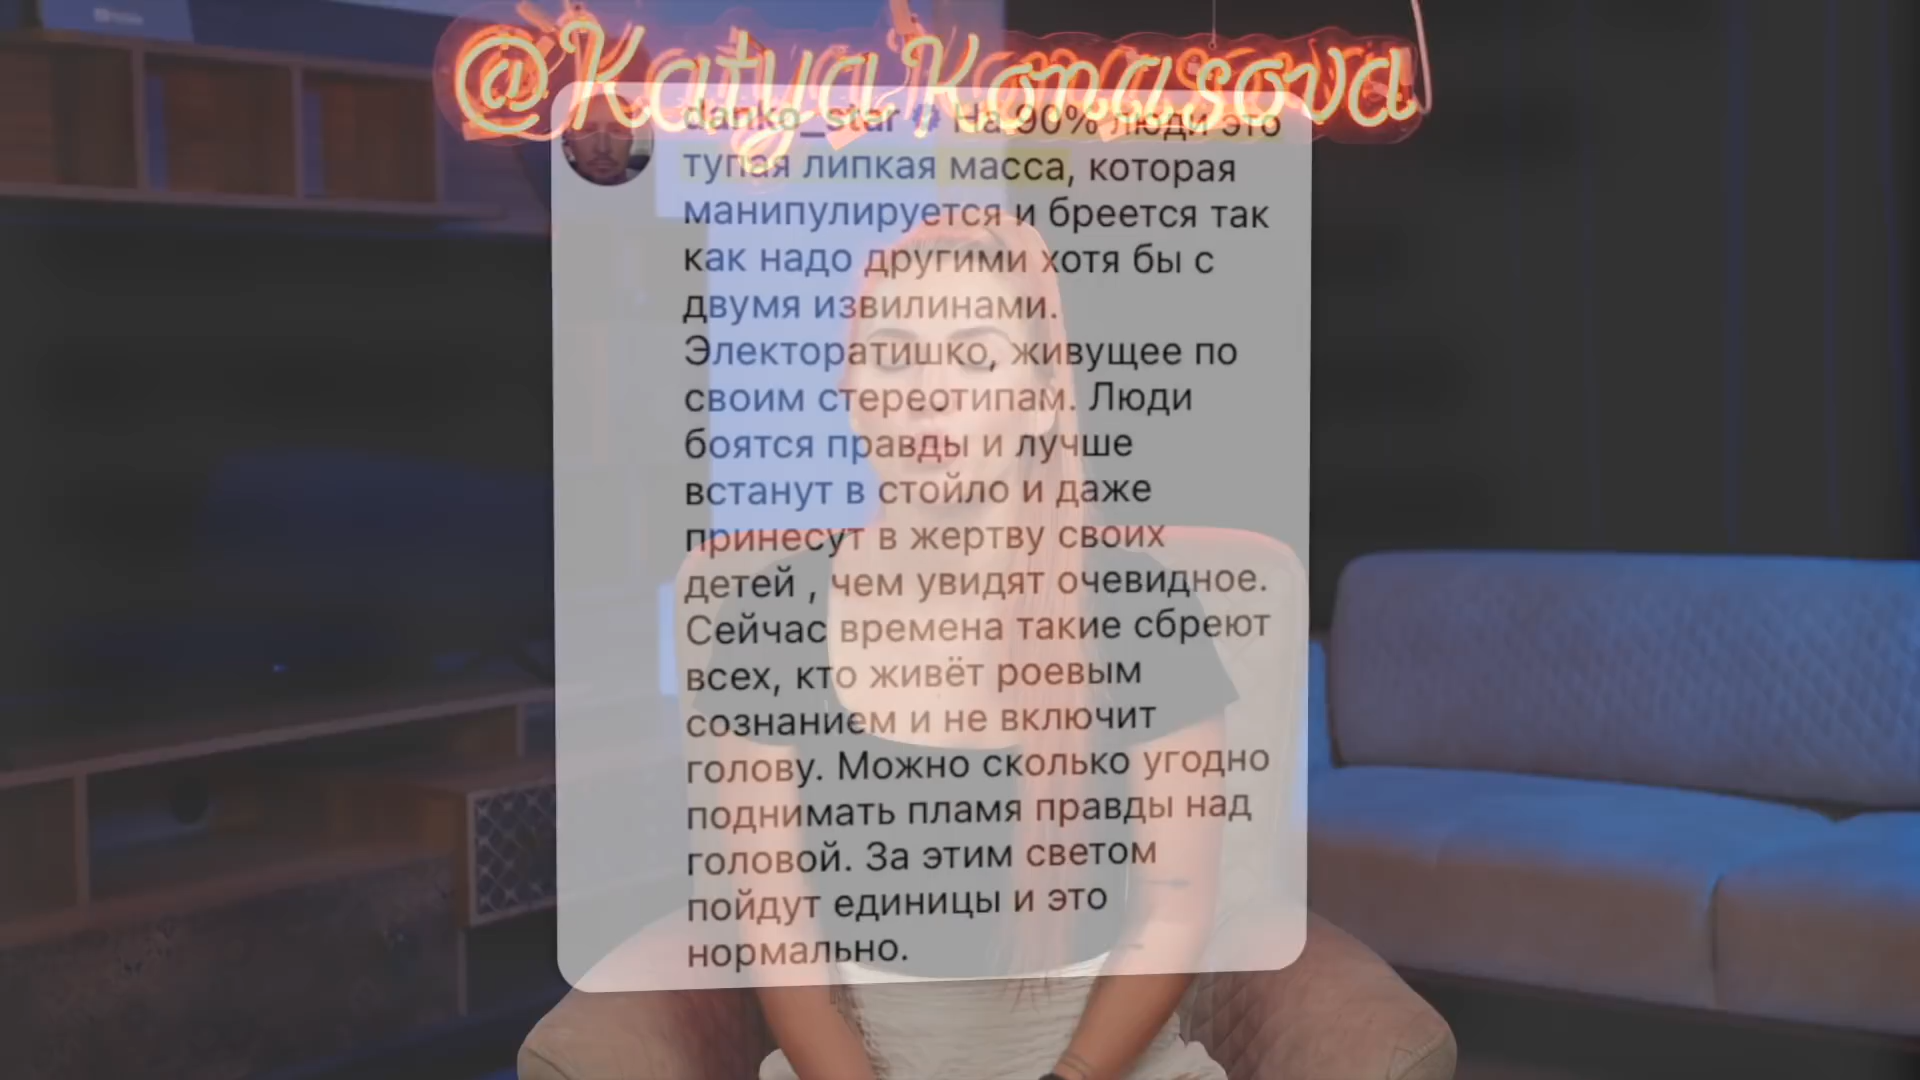 @Katya Konasova
danko_star На 90% люди это
тупая липкая масса, которая
манипулируется и бреется так
как надо другими хотя бы с
двумя извилинами.
Электоратишко, живущее по
своим стереотипам. Люди
боятся правды и лучше
встанут в стойло и даже
принесут в жертву своих
детей , чем увидят очевидное.
Сейчас времена такие сбреют
всех, кто живёт роевым
сознанием и не включит
голову. Можно сколько угодно
поднимать пламя правды над
головой. За этим светом
пойдут единицы и это
нормально.